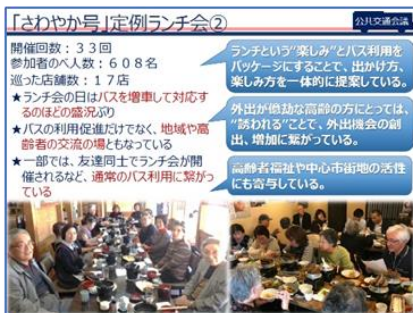 「さわやか号」定例ランチ会②
公共交通会議
開催回数：３３回
参加者のべ人数：６０８名
巡った店舗数：１７店
★ランチ会の日はバスを増車して対応す
るのほどの盛況ぶり
★バスの利用促進だけでなく、地域や高
齢者の交流の場ともなっている
★一部では、友達同士でランチ会が開
催されるなど、通常のバス利用に繋がっ
ている
ランチという“楽しみ”とバス利用を
パッケージにすることで、出かけ方、
楽しみ方を一体的に提案している。
外出が億劫な高齢の方にとっては、
“誘われる”ことで、外出機会の創
出、増加に繋がっている。
高齢者福祉や中心市街地の活性
にも寄与している。